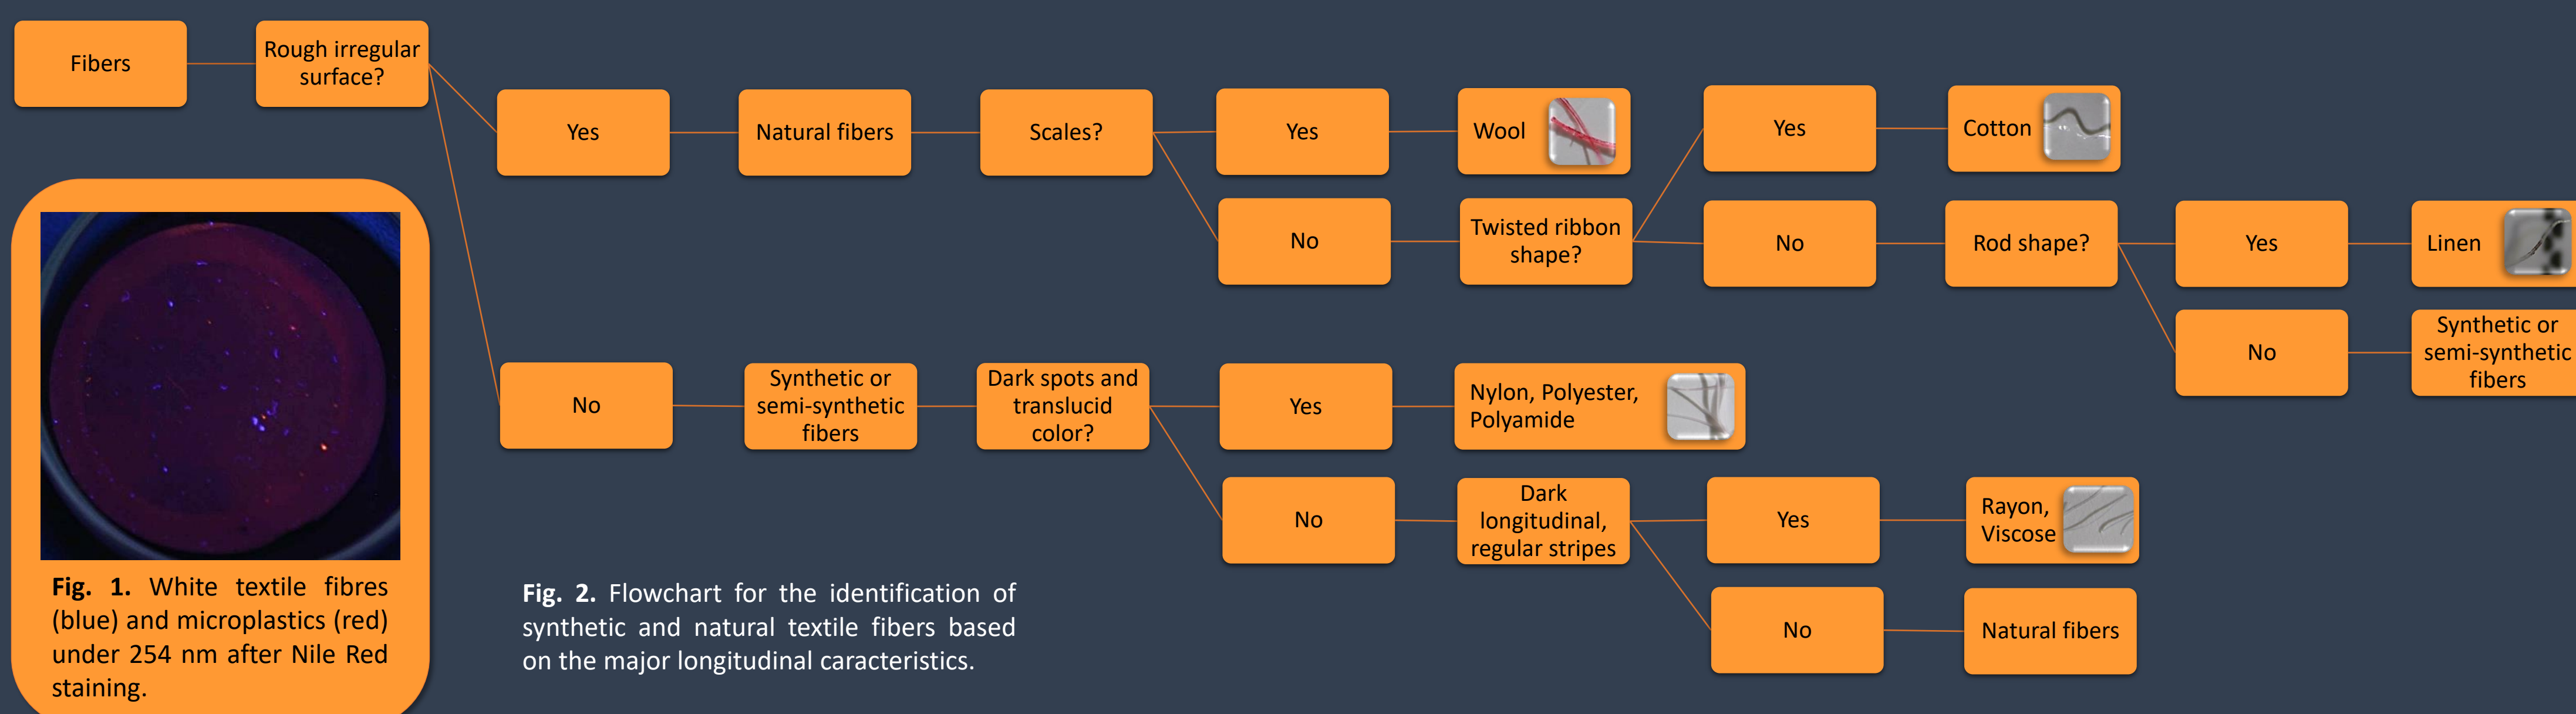 Fibers
Rough irregular
surface?
Yes
Natural fibers
Scales?
Yes
Wool
Yes
Cotton
No
Twisted ribbon
shape?
No
Rod shape?
Yes
Linen
No
Synthetic or
semi-synthetic
fibers
No
Synthetic or
semi-synthetic
fibers
Dark spots and
translucid
color?
Yes
Nylon, Polyester,
Polyamide
No
Dark
longitudinal,
regular stripes
Yes
Rayon,
Viscose
No
Natural fibers
Fig. 1. White textile fibres
(blue) and microplastics (red)
under 254 nm after Nile Red
staining.
Fig. 2. Flowchart for the identification of
synthetic and natural textile fibers based
on the major longitudinal caracteristics.